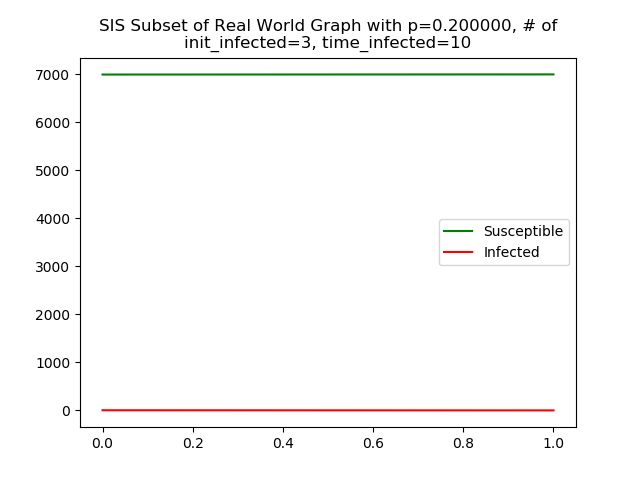 SIS Subset of Real World Graph with p=0.200000, # of
init_infected=3, time_infected=10
7000
6000
5000
4000
3000
2000
1000
0
Susceptible
Infected
0.0 0.2 0.4 0.6 0.8 1.0